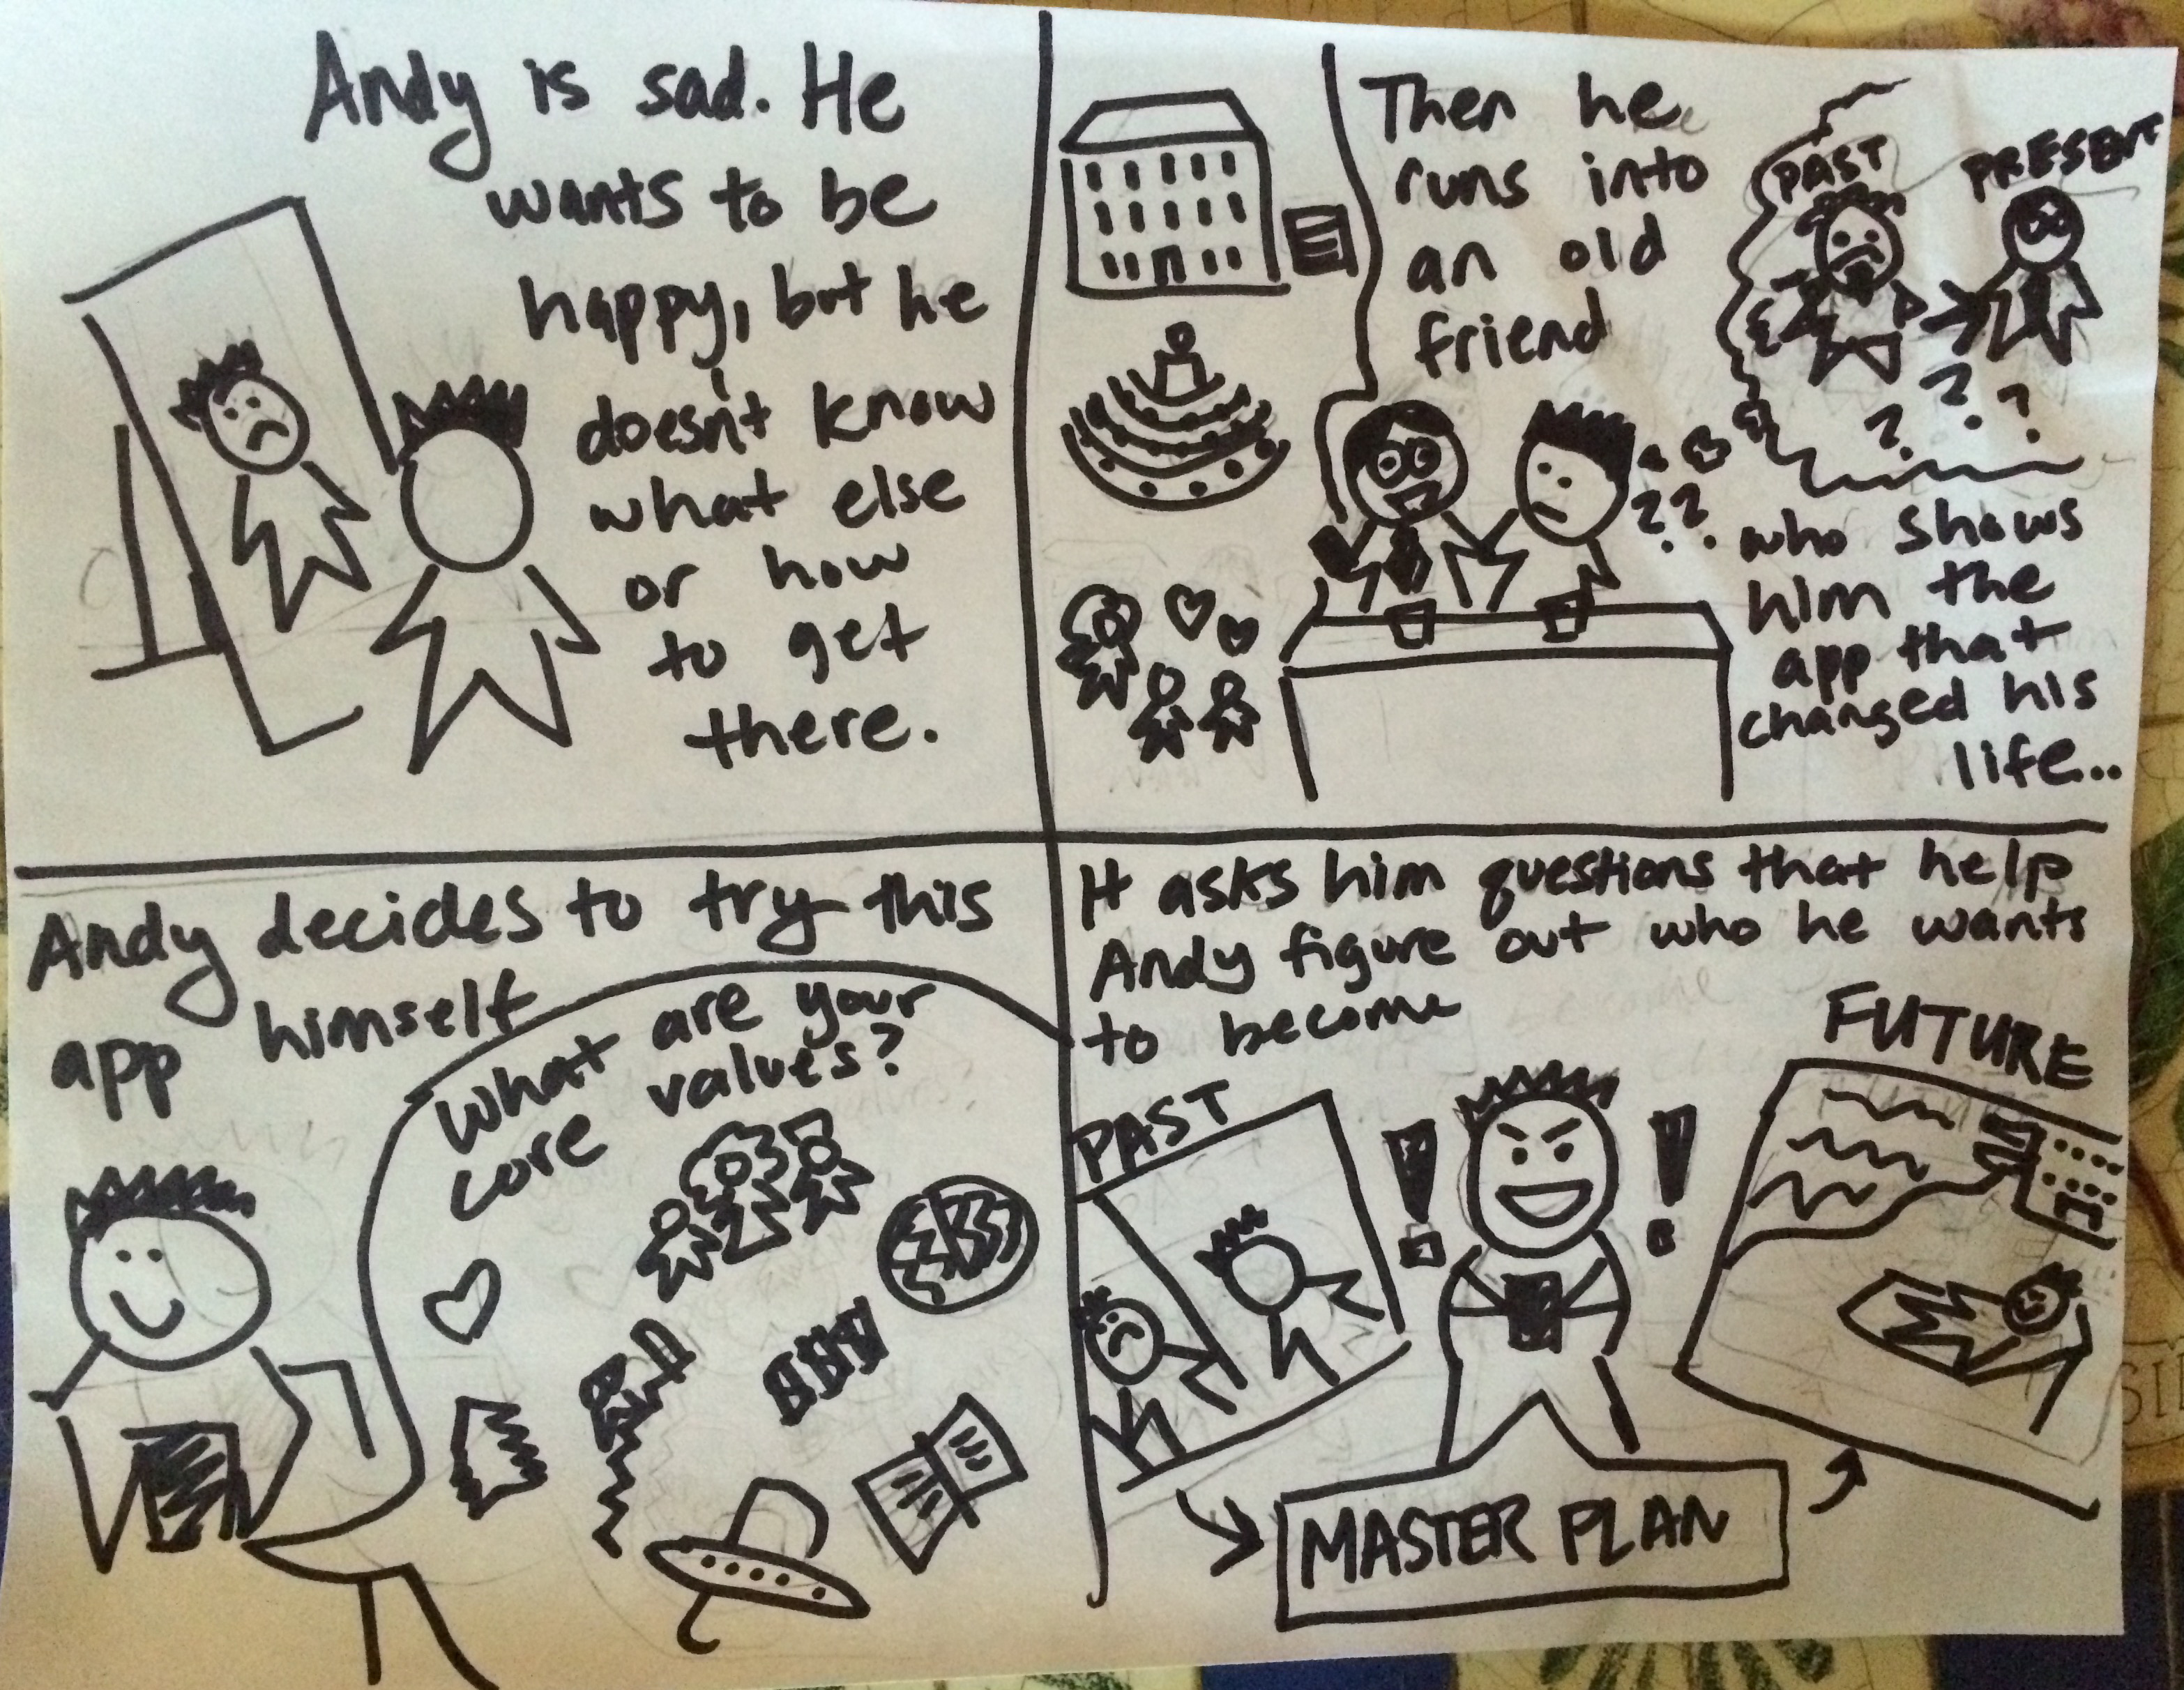 Andy is sad. He
wants to be
happy, but he
doesn't know
what else
or how
to get
there.
Then he
runs into
an old
friend
PAST
PRESENT
? ? ?
??
who shows
him the
app that
changed his
life...
Andy decides to try this
app himself
What are your
core values?
It asks him questions that help
Andy figure out who he wants
to become
PAST
! !
FUTURE
MASTER PLAN